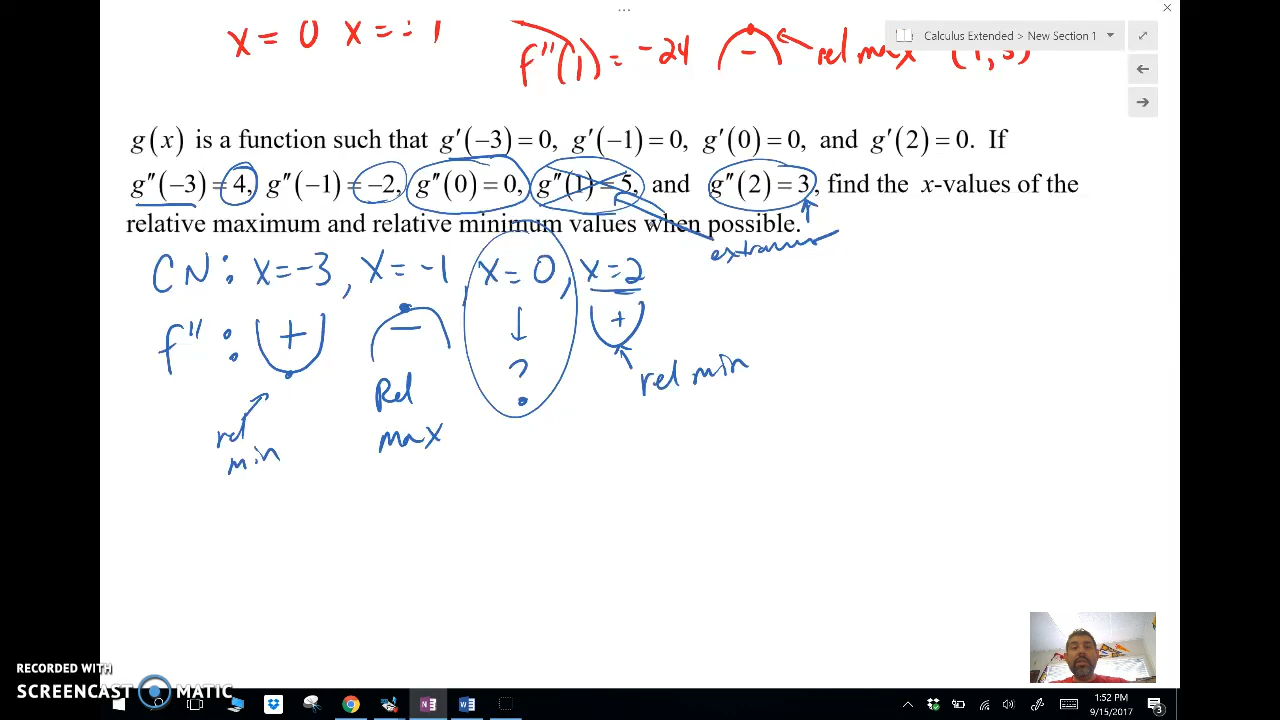 x = 0 x = -1
f''(1) = -24 rel max (1, 3)
Calculus Extended > New Section 1
g(x) is a function such that g′(−3) = 0, g′(−1) = 0, g′(0) = 0, and g′(2) = 0. If
g″(−3) = 4, g″(−1) = −2, g″(0) = 0, g″(1) = 5, and g″(2) = 3, find the x-values of the
relative maximum and relative minimum values when possible.
CN: x = -3, x = -1 x = 0, x = 2
f'' : + − ? +
rel min
Rel max
rel min
RECORDED WITH
SCREENCAST MATIC
1:52 PM
9/15/2017